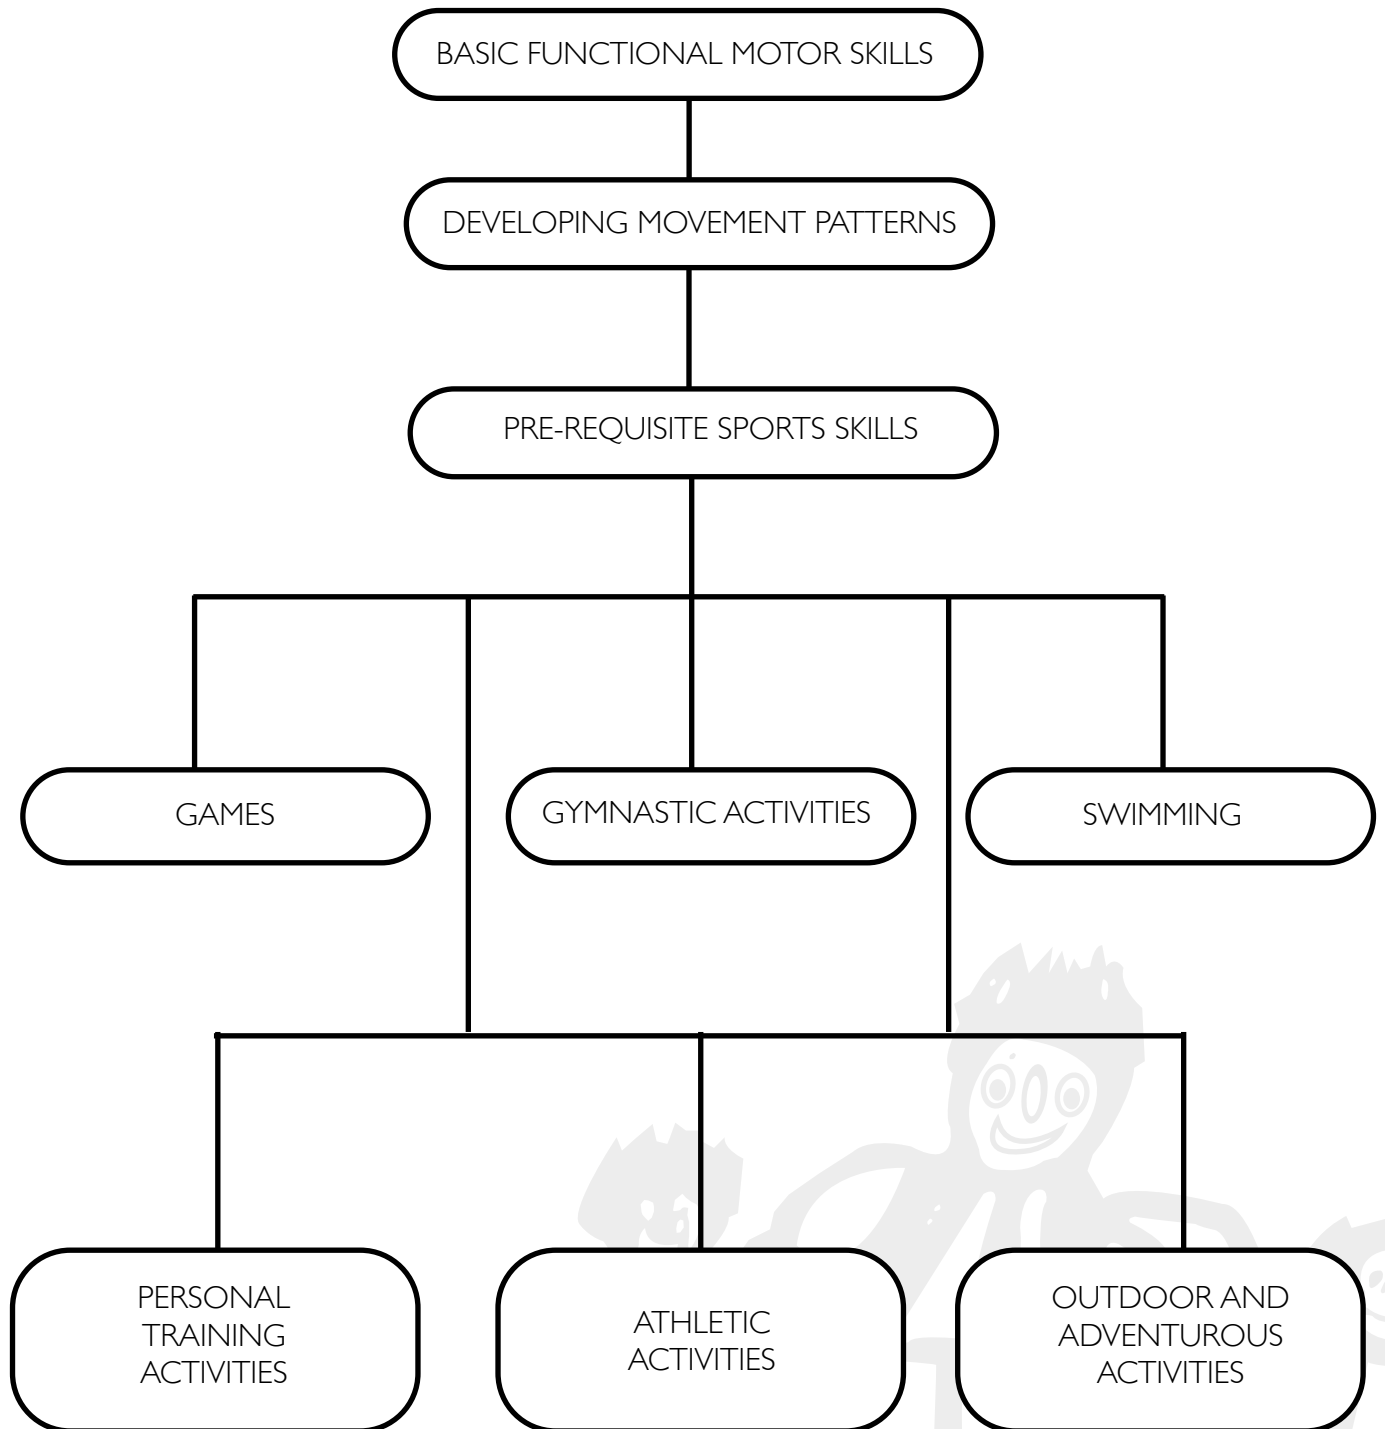 BASIC FUNCTIONAL MOTOR SKILLS
DEVELOPING MOVEMENT PATTERNS
PRE-REQUISITE SPORTS SKILLS
GAMES
GYMNASTIC ACTIVITIES
SWIMMING
PERSONAL
TRAINING
ACTIVITIES
ATHLETIC
ACTIVITIES
OUTDOOR AND
ADVENTUROUS
ACTIVITIES